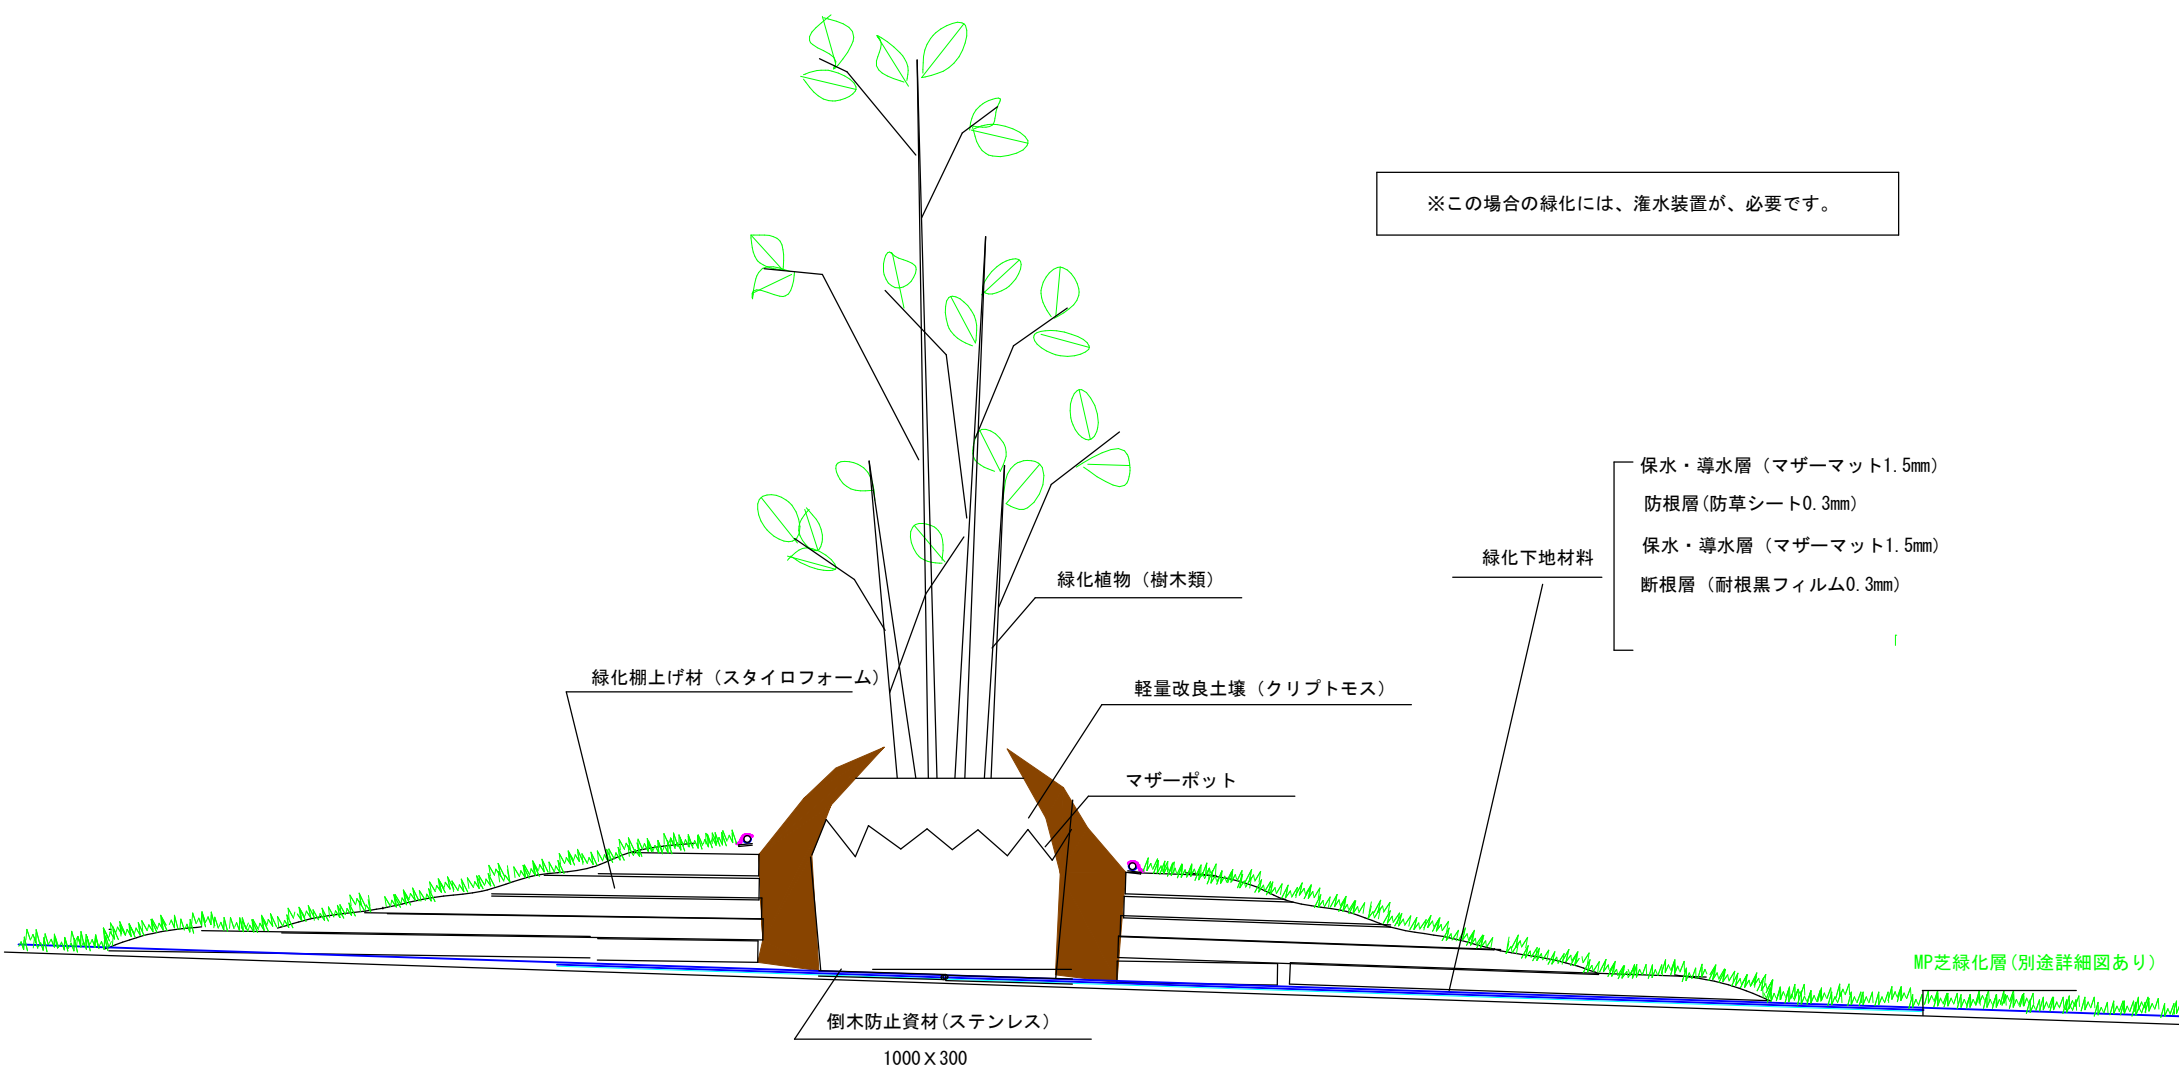 ※この場合の緑化には、潅水装置が、必要です。
保水・導水層（マザーマット1.5mm）
防根層(防草シート0.3mm)
保水・導水層（マザーマット1.5mm）
断根層（耐根黒フィルム0.3mm）
緑化下地材料
緑化植物（樹木類）
緑化棚上げ材（スタイロフォーム）
軽量改良土壌（クリプトモス）
マザーポット
MP芝緑化層(別途詳細図あり)
倒木防止資材(ステンレス)
1000X300